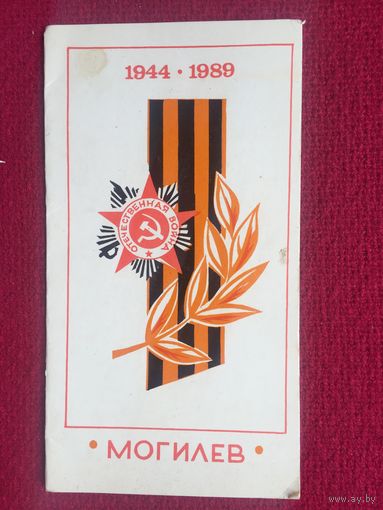 1944 • 1989
ОТЕЧЕСТВЕННАЯ ВОЙНА
• МОГИЛЕВ •
www.ay.by